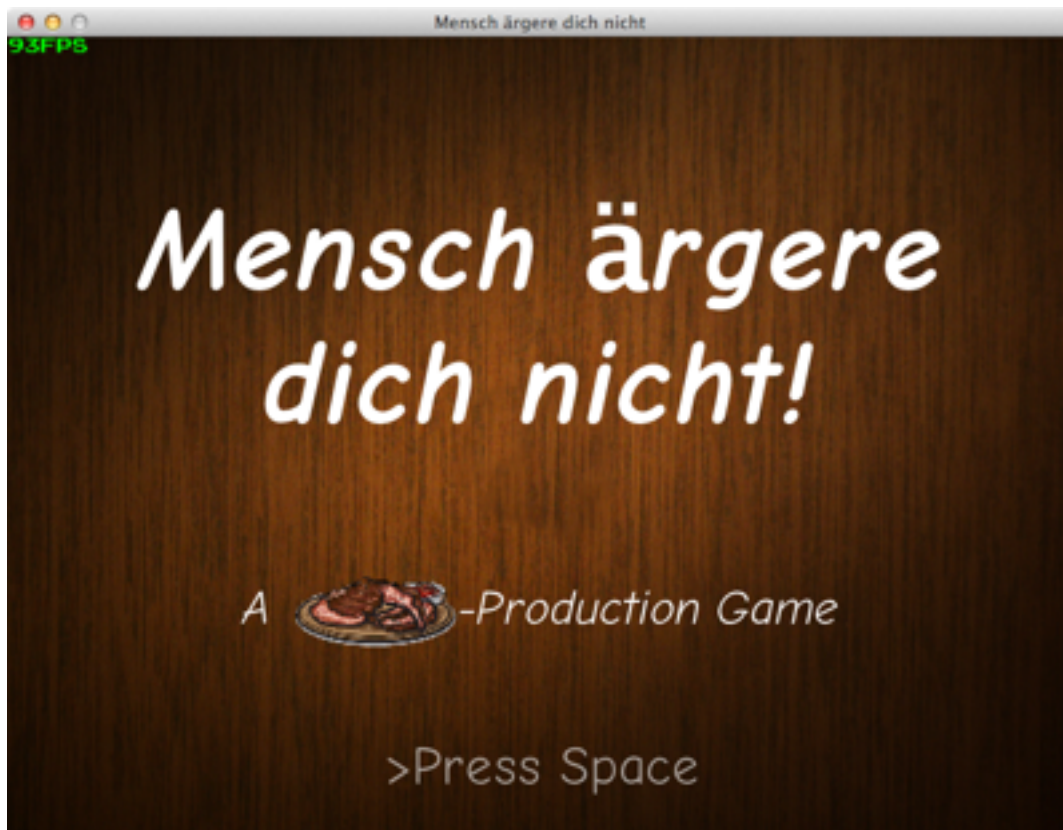 Mensch ärgere dich nicht
93FPS
Mensch ärgere
dich nicht!
A -Production Game
>Press Space